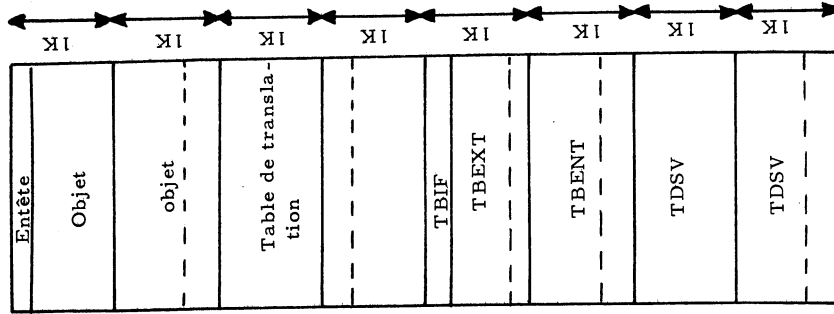 1K
1K
1K
1K
1K
1K
1K
1K
Entête
Objet
objet
Table de transla-
tion
TBIF
TBEXT
TBENT
TDSV
TDSV